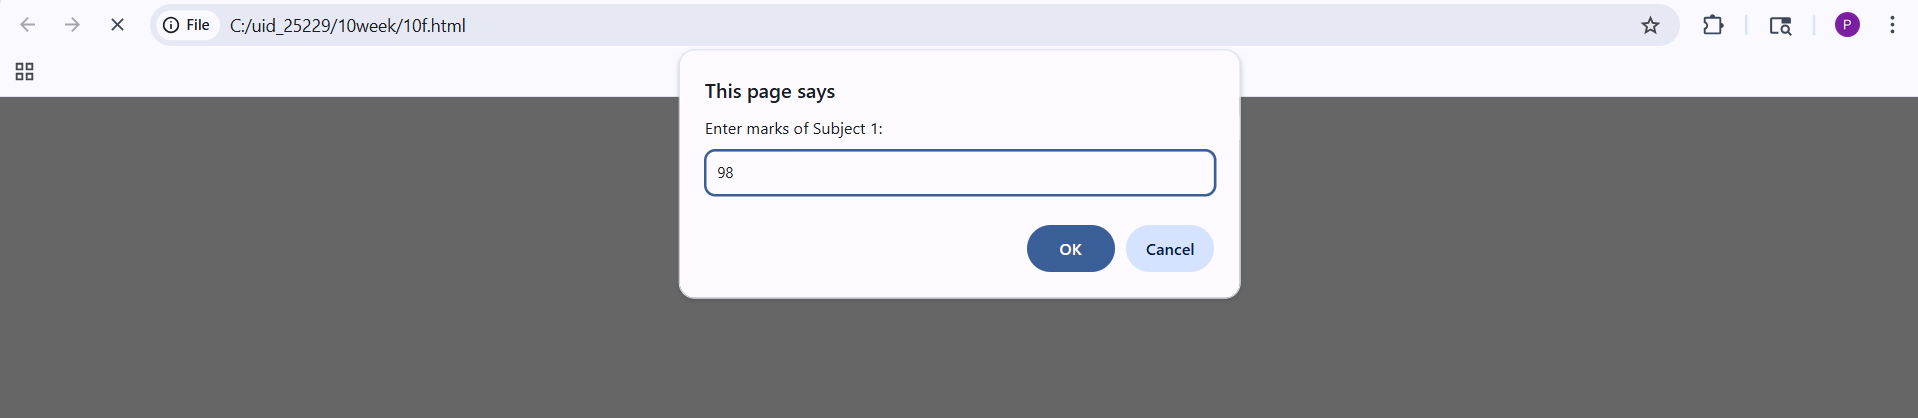 File C:/uid_25229/10week/10f.html
P
This page says
Enter marks of Subject 1:
98
OK Cancel